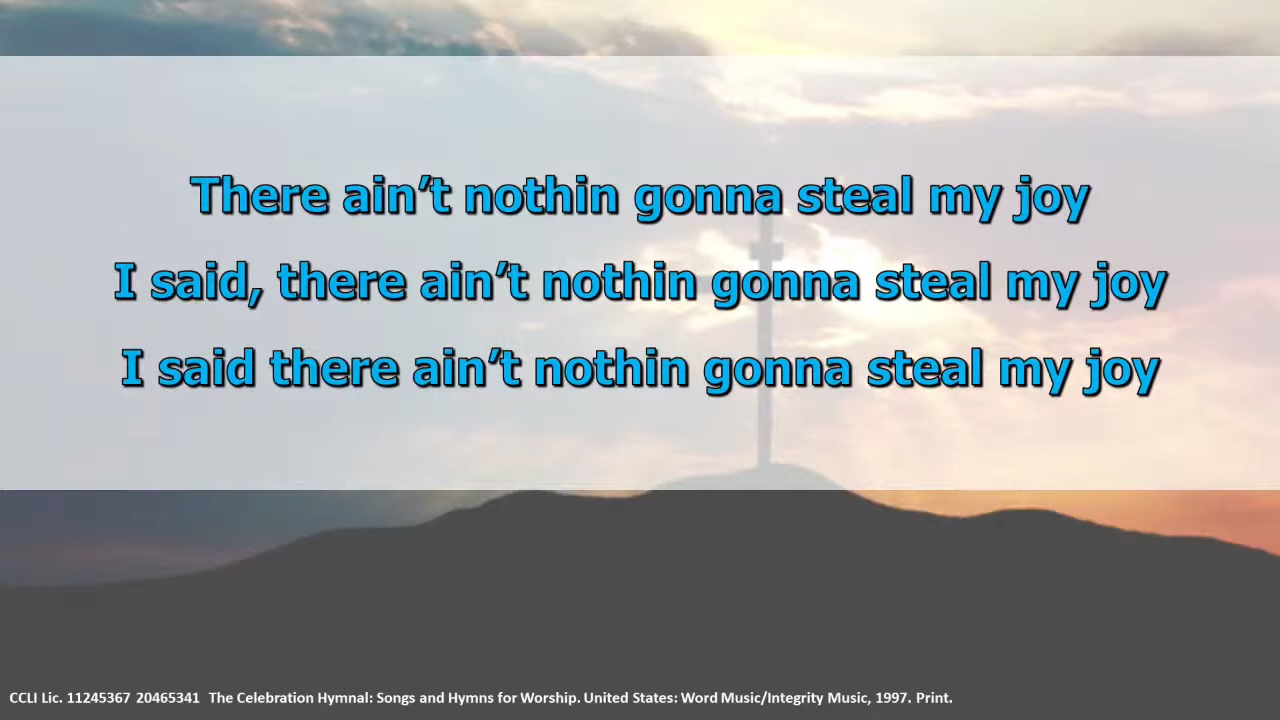 There ain’t nothin gonna steal my joy
I said, there ain’t nothin gonna steal my joy
I said there ain’t nothin gonna steal my joy
CCLI Lic. 11245367 20465341 The Celebration Hymnal: Songs and Hymns for Worship. United States: Word Music/Integrity Music, 1997. Print.